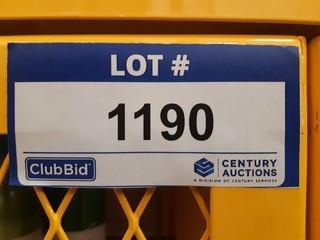 LOT #
1190
ClubBid
CENTURY
AUCTIONS
A DIVISION OF CENTURY SERVICES